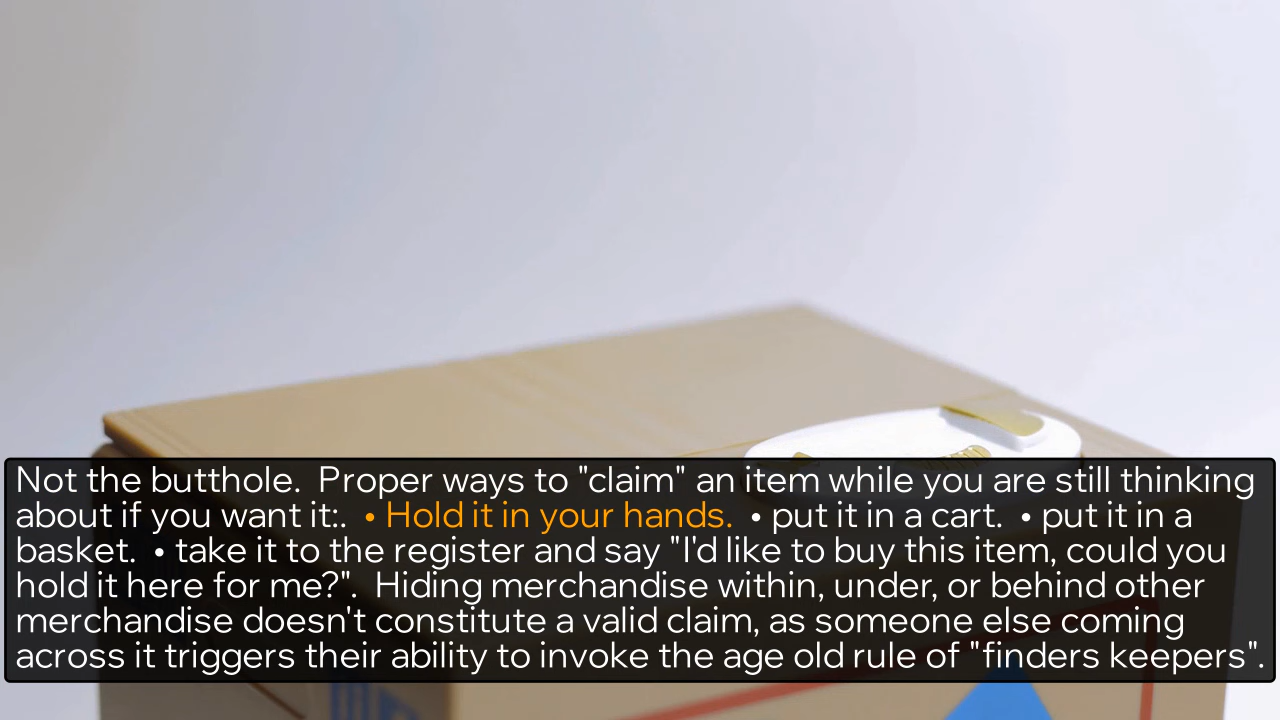 Not the butthole.  Proper ways to "claim" an item while you are still thinking
about if you want it:.  • Hold it in your hands.  • put it in a cart.  • put it in a
basket.  • take it to the register and say "I'd like to buy this item, could you
hold it here for me?".  Hiding merchandise within, under, or behind other
merchandise doesn't constitute a valid claim, as someone else coming
across it triggers their ability to invoke the age old rule of "finders keepers".